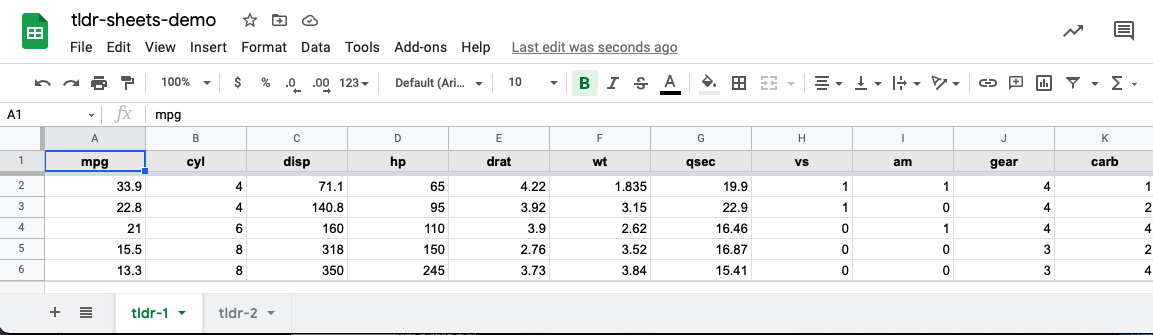 tldr-sheets-demo
File Edit View Insert Format Data Tools Add-ons Help Last edit was seconds ago
100% $ % .0 .00 123 Default (Ari... 10 B I S A
A1 fx mpg
A B C D E F G H I J K
1 mpg cyl disp hp drat wt qsec vs am gear carb
2 33.9 4 71.1 65 4.22 1.835 19.9 1 1 4 1
3 22.8 4 140.8 95 3.92 3.15 22.9 1 0 4 2
4 21 6 160 110 3.9 2.62 16.46 0 1 4 4
5 15.5 8 318 150 2.76 3.52 16.87 0 0 3 2
6 13.3 8 350 245 3.73 3.84 15.41 0 0 3 4
tldr-1 tldr-2